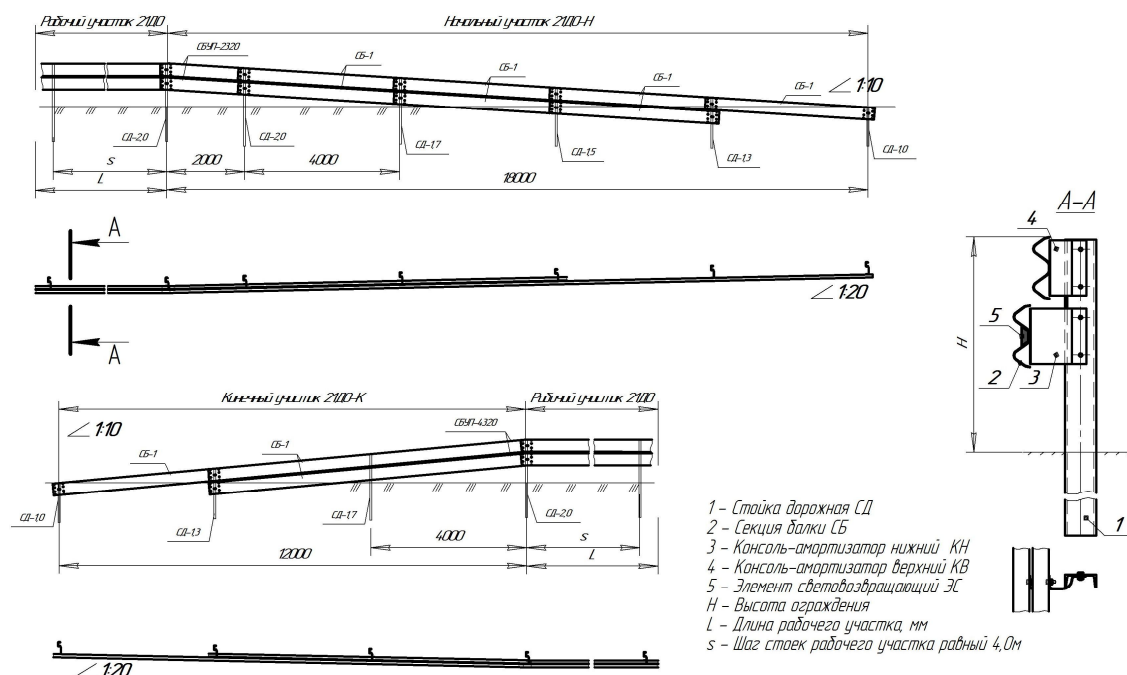 Рабочий участок 21ДО
Начальный участок 21ДО-Н
СБУП-2320
СБ-1
СБ-1
СБ-1
СБ-1
СБ-1
1:10
СД-2,0
СД-2,0
СД-1,7
СД-1,5
СД-1,3
СД-1,0
s
2000
4000
L
18000
А
1:20
А
А-А
4
5
H
2
3
1
Кинечный участок 21ДО-К
Рабочий участок 21ДО
1:10
СБУП-4320
СБ-1
СБ-1
СД-1,0
СД-1,3
СД-1,7
СД-2,0
4000
s
12000
L
1:20
1 - Стойка дорожная СД
2 - Секция балки СБ
3 - Консоль-амортизатор нижний КН
4 - Консоль-амортизатор верхний КВ
5 - Элемент световозвращающий ЭС
H - Высота ограждения
L - Длина рабочего участка, мм
s - Шаг стоек рабочего участка равный 4,0м